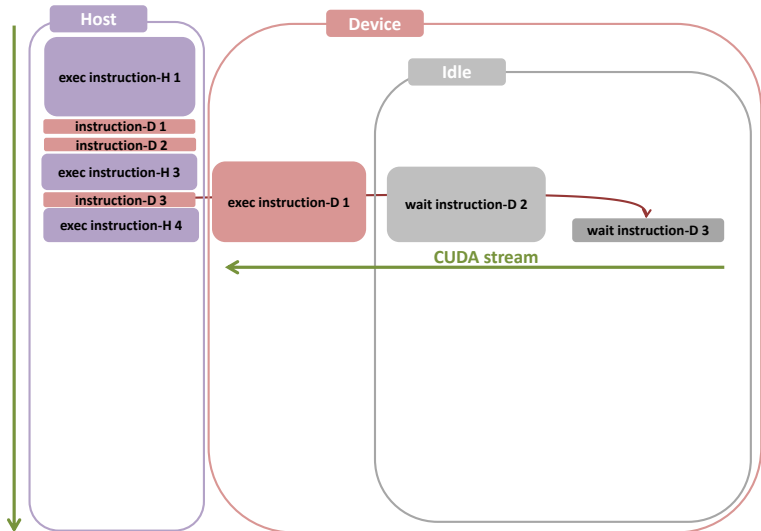 Host
Device
Idle
exec instruction-H 1
instruction-D 1
instruction-D 2
exec instruction-H 3
instruction-D 3
exec instruction-H 4
exec instruction-D 1
wait instruction-D 2
wait instruction-D 3
CUDA stream